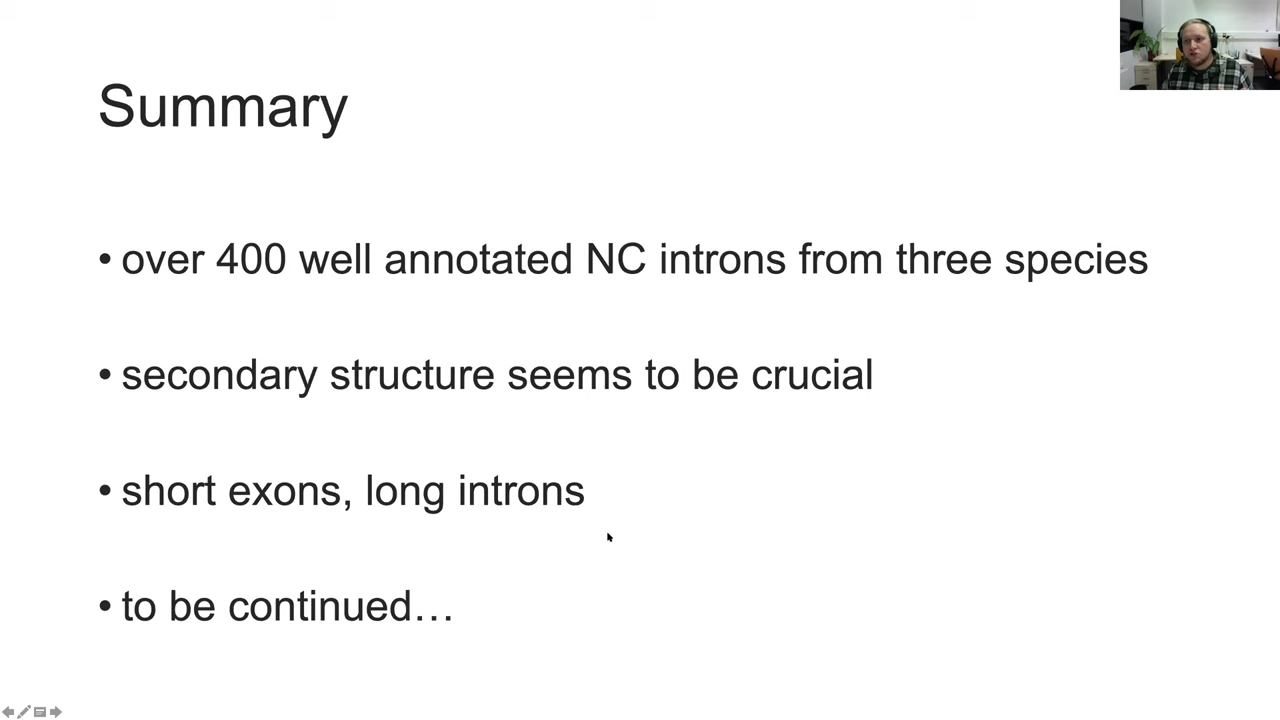 Summary
• over 400 well annotated NC introns from three species
• secondary structure seems to be crucial
• short exons, long introns
• to be continued…